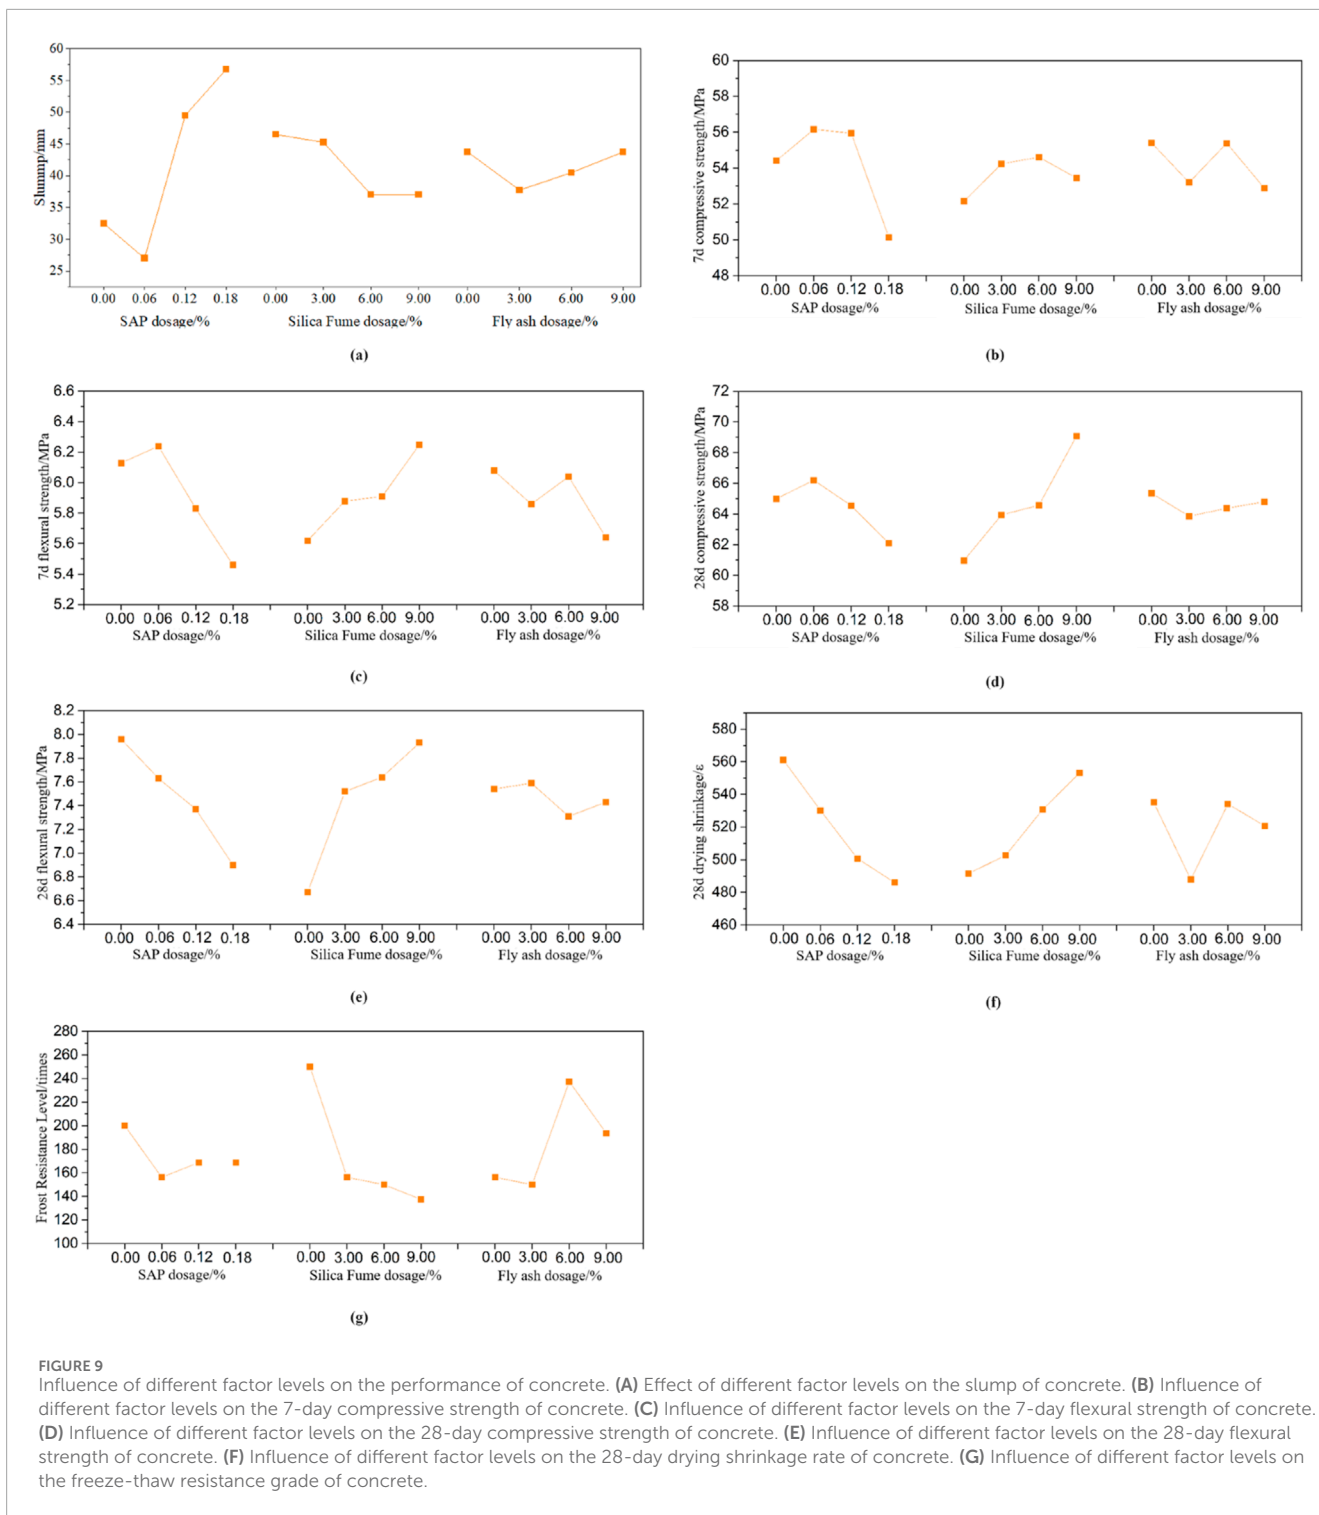 60
55
50
45
40
35
30
25
Slummp/mm
0.00 0.06 0.12 0.18 0.00 3.00 6.00 9.00 0.00 3.00 6.00 9.00
SAP dosage/% Silica Fume dosage/% Fly ash dosage/%
(a)
60
58
56
54
52
50
48
7d compressive strength/MPa
0.00 0.06 0.12 0.18 0.00 3.00 6.00 9.00 0.00 3.00 6.00 9.00
SAP dosage/% Silica Fume dosage/% Fly ash dosage/%
(b)
6.6
6.4
6.2
6.0
5.8
5.6
5.4
5.2
7d flexural strength/MPa
0.00 0.06 0.12 0.18 0.00 3.00 6.00 9.00 0.00 3.00 6.00 9.00
SAP dosage/% Silica Fume dosage/% Fly ash dosage/%
(c)
72
70
68
66
64
62
60
58
28d compressive strength/MPa
0.00 0.06 0.12 0.18 0.00 3.00 6.00 9.00 0.00 3.00 6.00 9.00
SAP dosage/% Silica Fume dosage/% Fly ash dosage/%
(d)
8.2
8.0
7.8
7.6
7.4
7.2
7.0
6.8
6.6
6.4
28d flexural strength/MPa
0.00 0.06 0.12 0.18 0.00 3.00 6.00 9.00 0.00 3.00 6.00 9.00
SAP dosage/% Silica Fume dosage/% Fly ash dosage/%
(e)
580
560
540
520
500
480
460
28d drying shrinkage/ε
0.00 0.06 0.12 0.18 0.00 3.00 6.00 9.00 0.00 3.00 6.00 9.00
SAP dosage/% Silica Fume dosage/% Fly ash dosage/%
(f)
280
260
240
220
200
180
160
140
120
100
Frost Resistance Level/times
0.00 0.06 0.12 0.18 0.00 3.00 6.00 9.00 0.00 3.00 6.00 9.00
SAP dosage/% Silica Fume dosage/% Fly ash dosage/%
(g)
FIGURE 9
Influence of different factor levels on the performance of concrete. (A) Effect of different factor levels on the slump of concrete. (B) Influence of
different factor levels on the 7-day compressive strength of concrete. (C) Influence of different factor levels on the 7-day flexural strength of concrete.
(D) Influence of different factor levels on the 28-day compressive strength of concrete. (E) Influence of different factor levels on the 28-day flexural
strength of concrete. (F) Influence of different factor levels on the 28-day drying shrinkage rate of concrete. (G) Influence of different factor levels on
the freeze-thaw resistance grade of concrete.